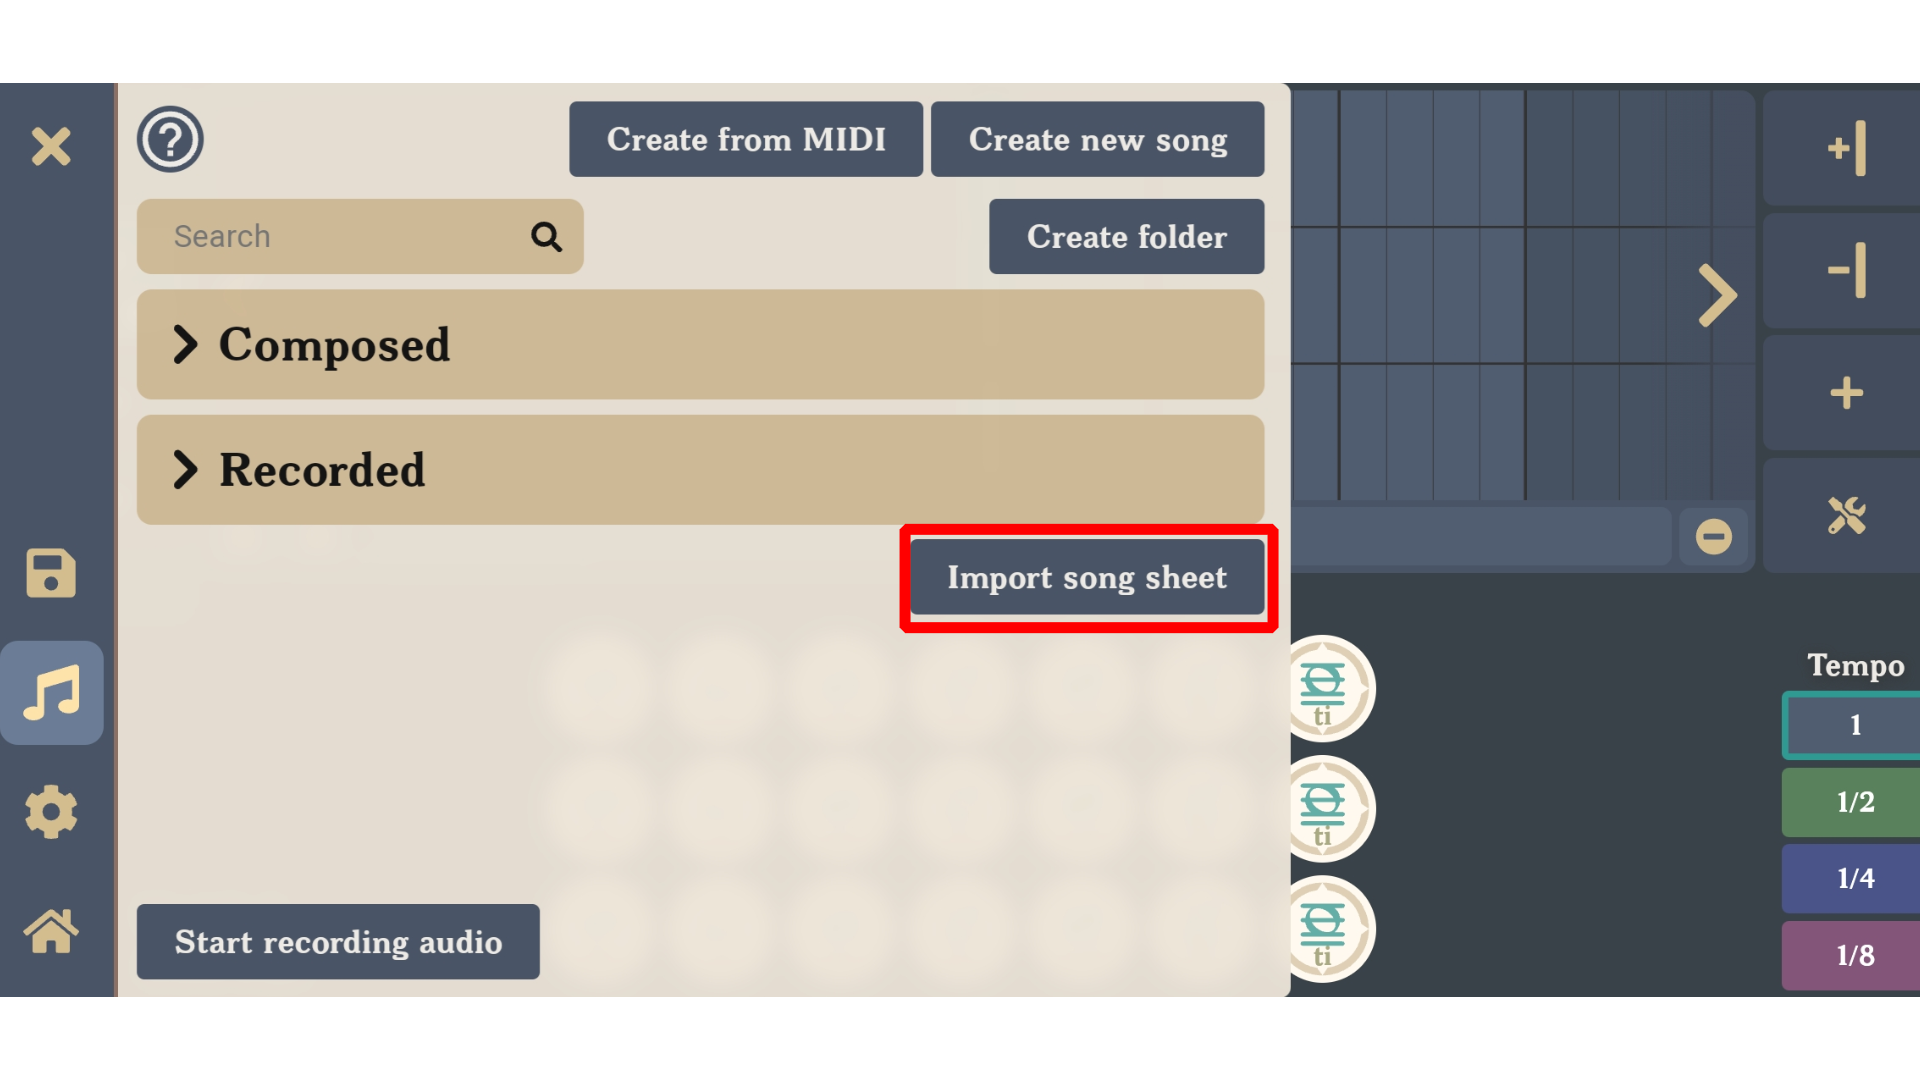 Create from MIDI
Create new song
Search
Create folder
Composed
Recorded
Import song sheet
Start recording audio
ti
ti
ti
Tempo
1
1/2
1/4
1/8